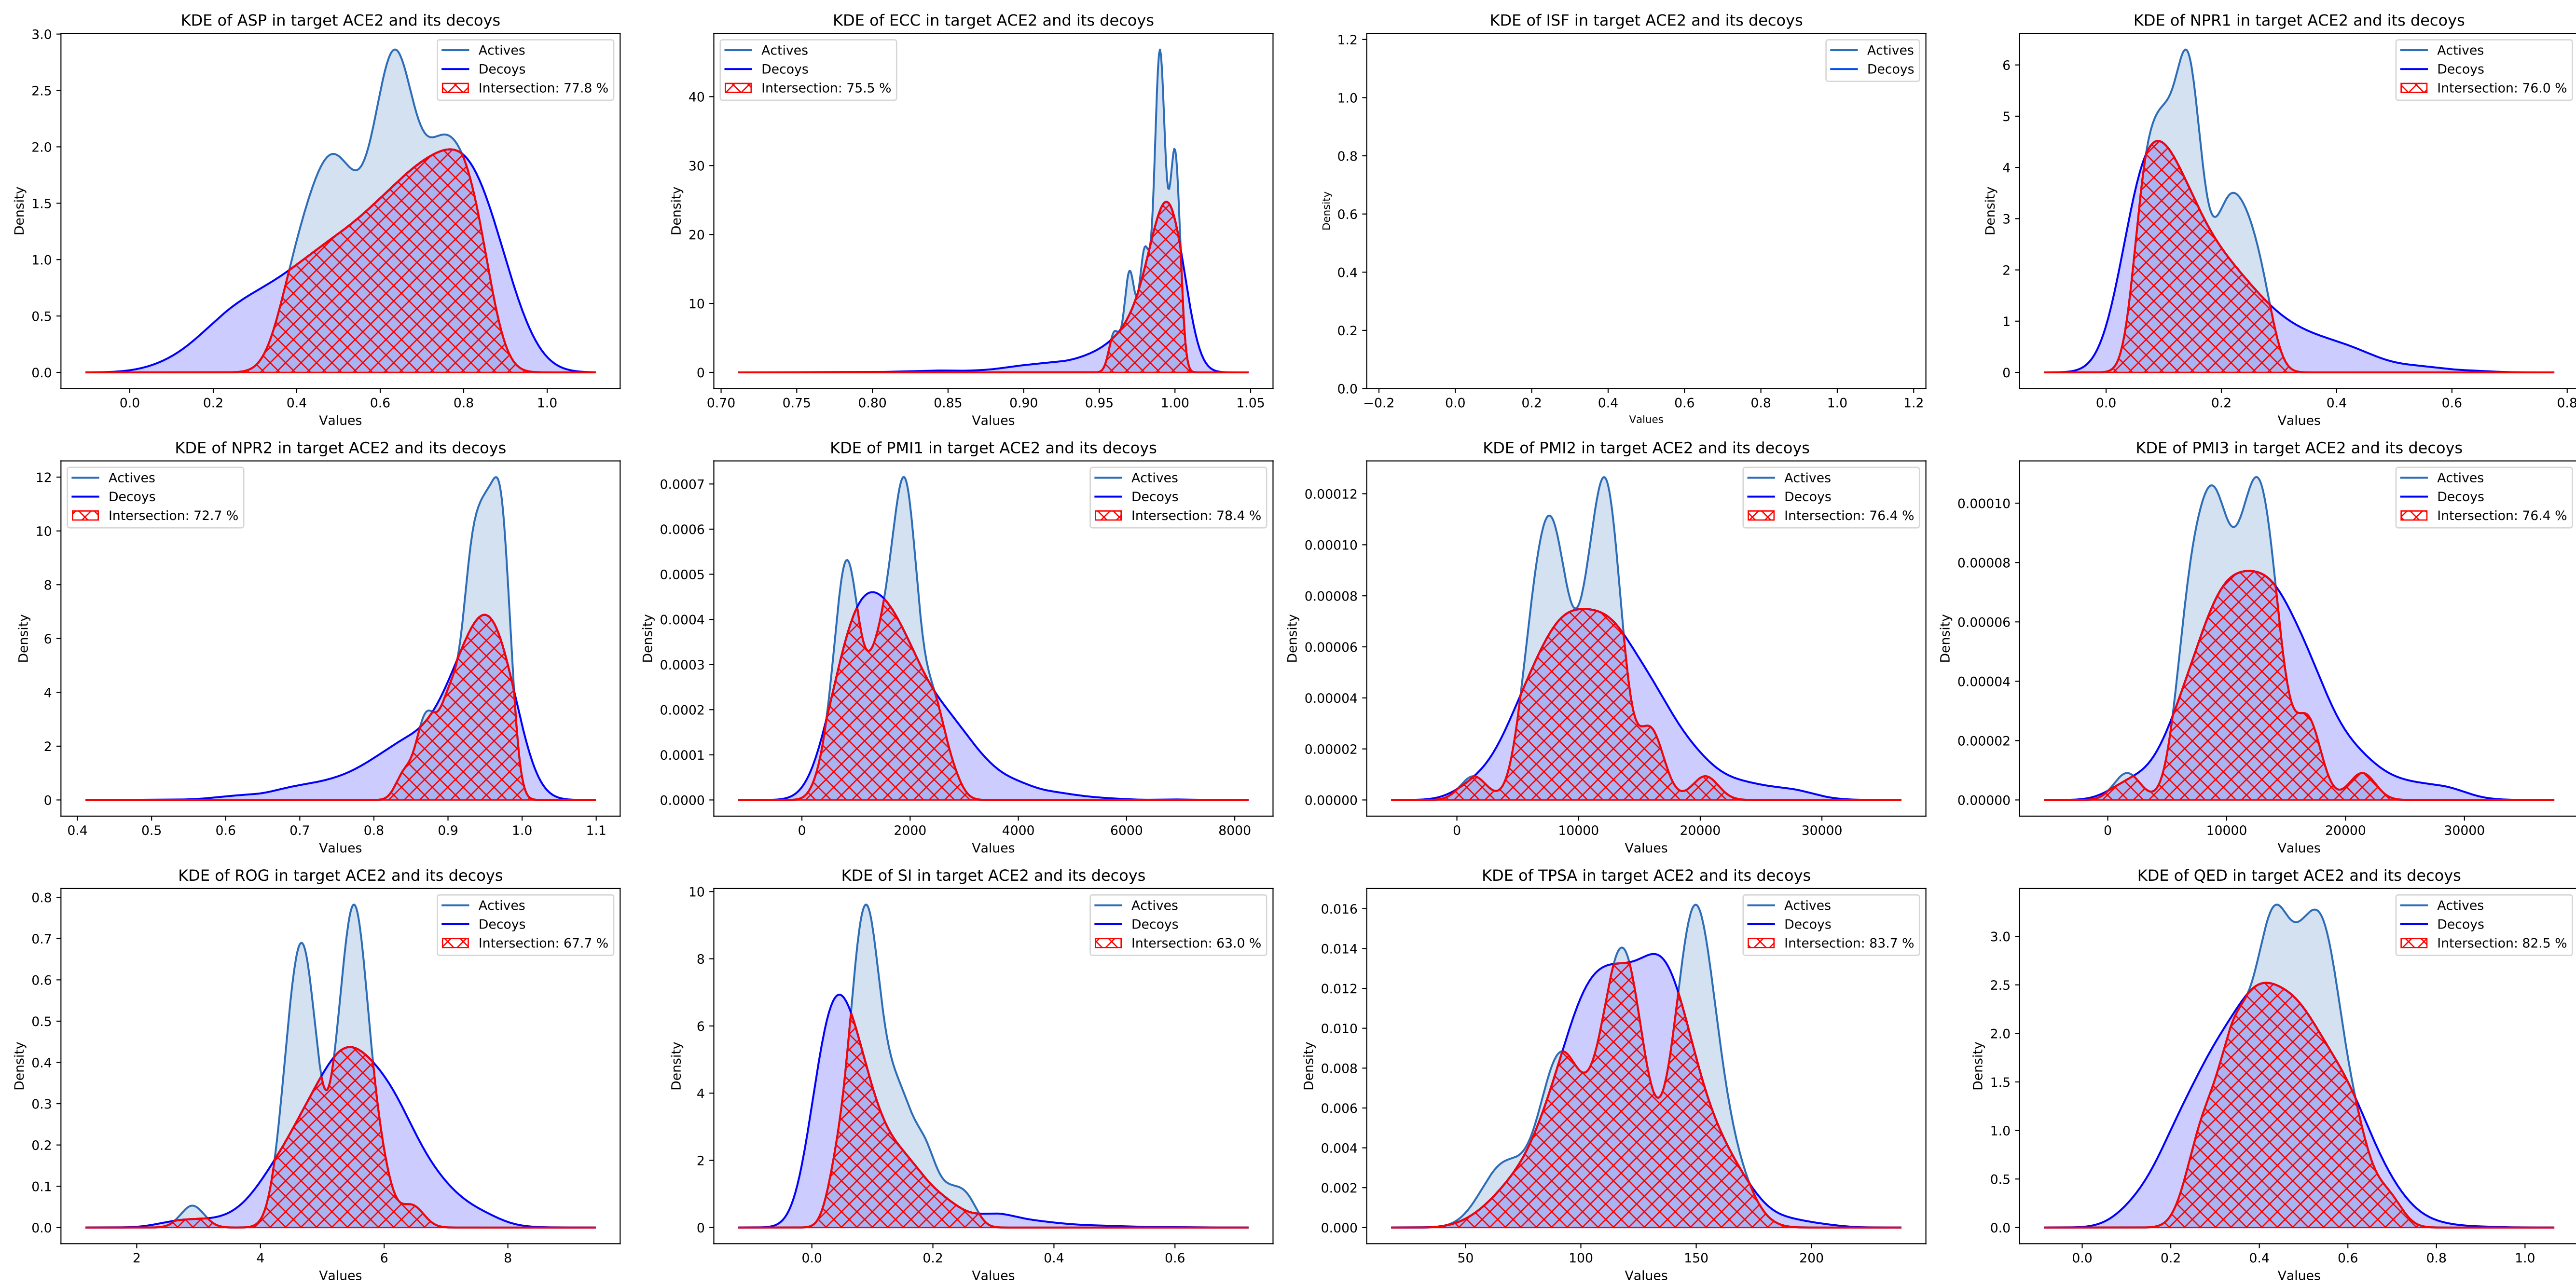 KDE of ASP in target ACE2 and its decoys
Density
3.0
2.5
2.0
1.5
1.0
0.5
0.0
Actives
Decoys
Intersection: 77.8 %
0.0 0.2 0.4 0.6 0.8 1.0
Values
KDE of ECC in target ACE2 and its decoys
Density
40
30
20
10
0
Actives
Decoys
Intersection: 75.5 %
0.70 0.75 0.80 0.85 0.90 0.95 1.00 1.05
Values
KDE of ISF in target ACE2 and its decoys
Density
1.2
1.0
0.8
0.6
0.4
0.2
0.0
Actives
Decoys
−0.2 0.0 0.2 0.4 0.6 0.8 1.0 1.2
Values
KDE of NPR1 in target ACE2 and its decoys
Density
6
5
4
3
2
1
0
Actives
Decoys
Intersection: 76.0 %
0.0 0.2 0.4 0.6 0.8
Values
KDE of NPR2 in target ACE2 and its decoys
Density
12
10
8
6
4
2
0
Actives
Decoys
Intersection: 72.7 %
0.4 0.5 0.6 0.7 0.8 0.9 1.0 1.1
Values
KDE of PMI1 in target ACE2 and its decoys
Density
0.0007
0.0006
0.0005
0.0004
0.0003
0.0002
0.0001
0.0000
Actives
Decoys
Intersection: 78.4 %
0 2000 4000 6000 8000
Values
KDE of PMI2 in target ACE2 and its decoys
Density
0.00012
0.00010
0.00008
0.00006
0.00004
0.00002
0.00000
Actives
Decoys
Intersection: 76.4 %
0 10000 20000 30000
Values
KDE of PMI3 in target ACE2 and its decoys
Density
0.00010
0.00008
0.00006
0.00004
0.00002
0.00000
Actives
Decoys
Intersection: 76.4 %
0 10000 20000 30000
Values
KDE of ROG in target ACE2 and its decoys
Density
0.8
0.7
0.6
0.5
0.4
0.3
0.2
0.1
0.0
Actives
Decoys
Intersection: 67.7 %
2 4 6 8
Values
KDE of SI in target ACE2 and its decoys
Density
10
8
6
4
2
0
Actives
Decoys
Intersection: 63.0 %
0.0 0.2 0.4 0.6
Values
KDE of TPSA in target ACE2 and its decoys
Density
0.016
0.014
0.012
0.010
0.008
0.006
0.004
0.002
0.000
Actives
Decoys
Intersection: 83.7 %
50 100 150 200
Values
KDE of QED in target ACE2 and its decoys
Density
3.0
2.5
2.0
1.5
1.0
0.5
0.0
Actives
Decoys
Intersection: 82.5 %
0.0 0.2 0.4 0.6 0.8 1.0
Values